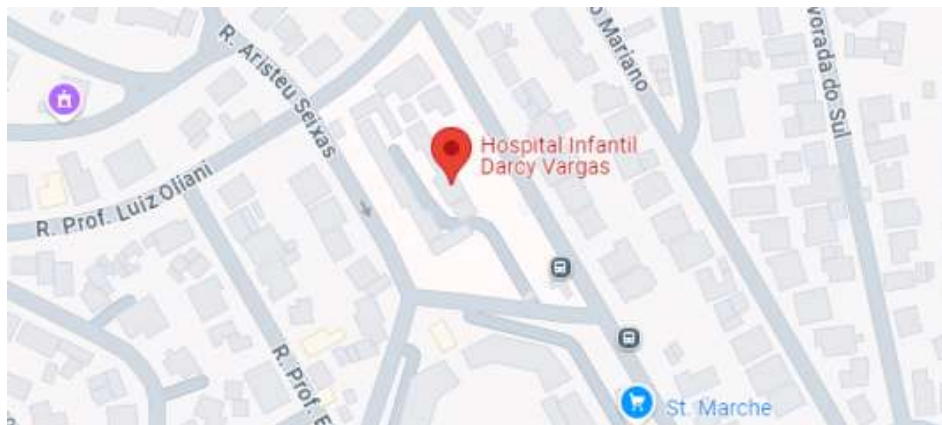 R. Aristeu Seixas
o Mariano
vorada do Sul
Hospital Infantil
Darcy Vargas
R. Prof. Luiz Oliani
R. Prof. E
St. Marche